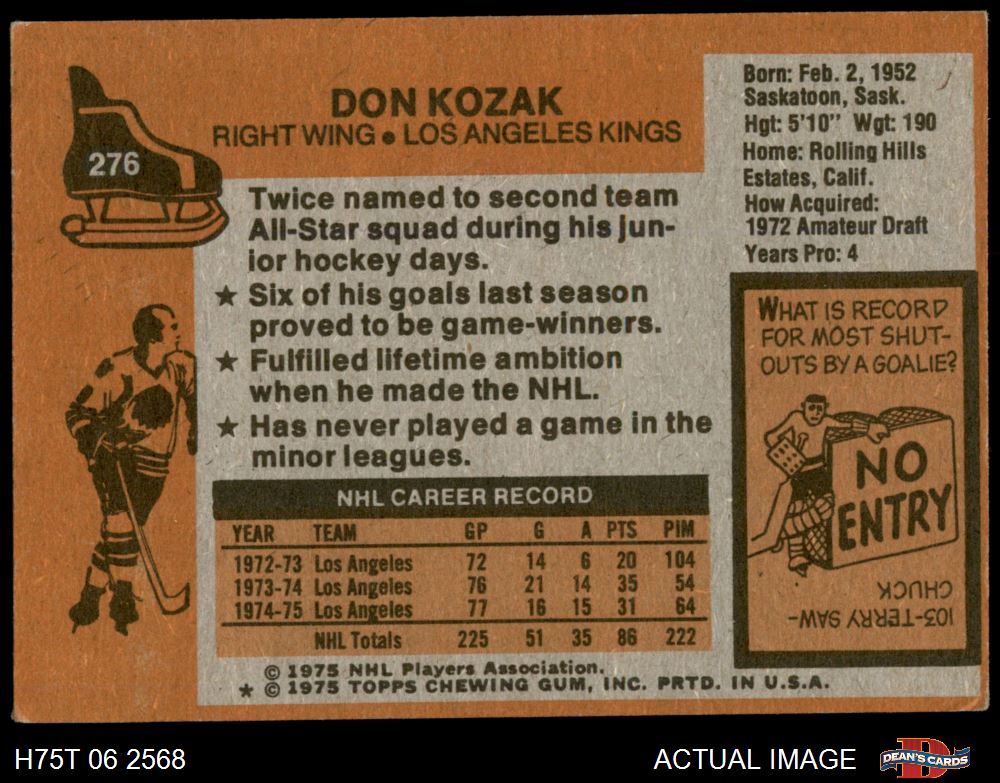 276
DON KOZAK
RIGHT WING ● LOS ANGELES KINGS
Twice named to second team
All-Star squad during his jun-
ior hockey days.
★ Six of his goals last season
proved to be game-winners.
★ Fulfilled lifetime ambition
when he made the NHL.
★ Has never played a game in the
minor leagues.
Born: Feb. 2, 1952
Saskatoon, Sask.
Hgt: 5'10" Wgt: 190
Home: Rolling Hills
Estates, Calif.
How Acquired:
1972 Amateur Draft
Years Pro: 4
WHAT IS RECORD
FOR MOST SHUT-
OUTS BY A GOALIE?
NO
ENTRY
103-TERRY SAW-
CHUCK
NHL CAREER RECORD
YEAR TEAM GP G A PTS PIM
1972-73 Los Angeles 72 14 6 20 104
1973-74 Los Angeles 76 21 14 35 54
1974-75 Los Angeles 77 16 15 31 64
NHL Totals 225 51 35 86 222
© 1975 NHL Players Association.
★ © 1975 TOPPS CHEWING GUM, INC. PRTD. IN U.S.A.
H75T 06 2568
ACTUAL IMAGE
D
DEAN'S CARDS